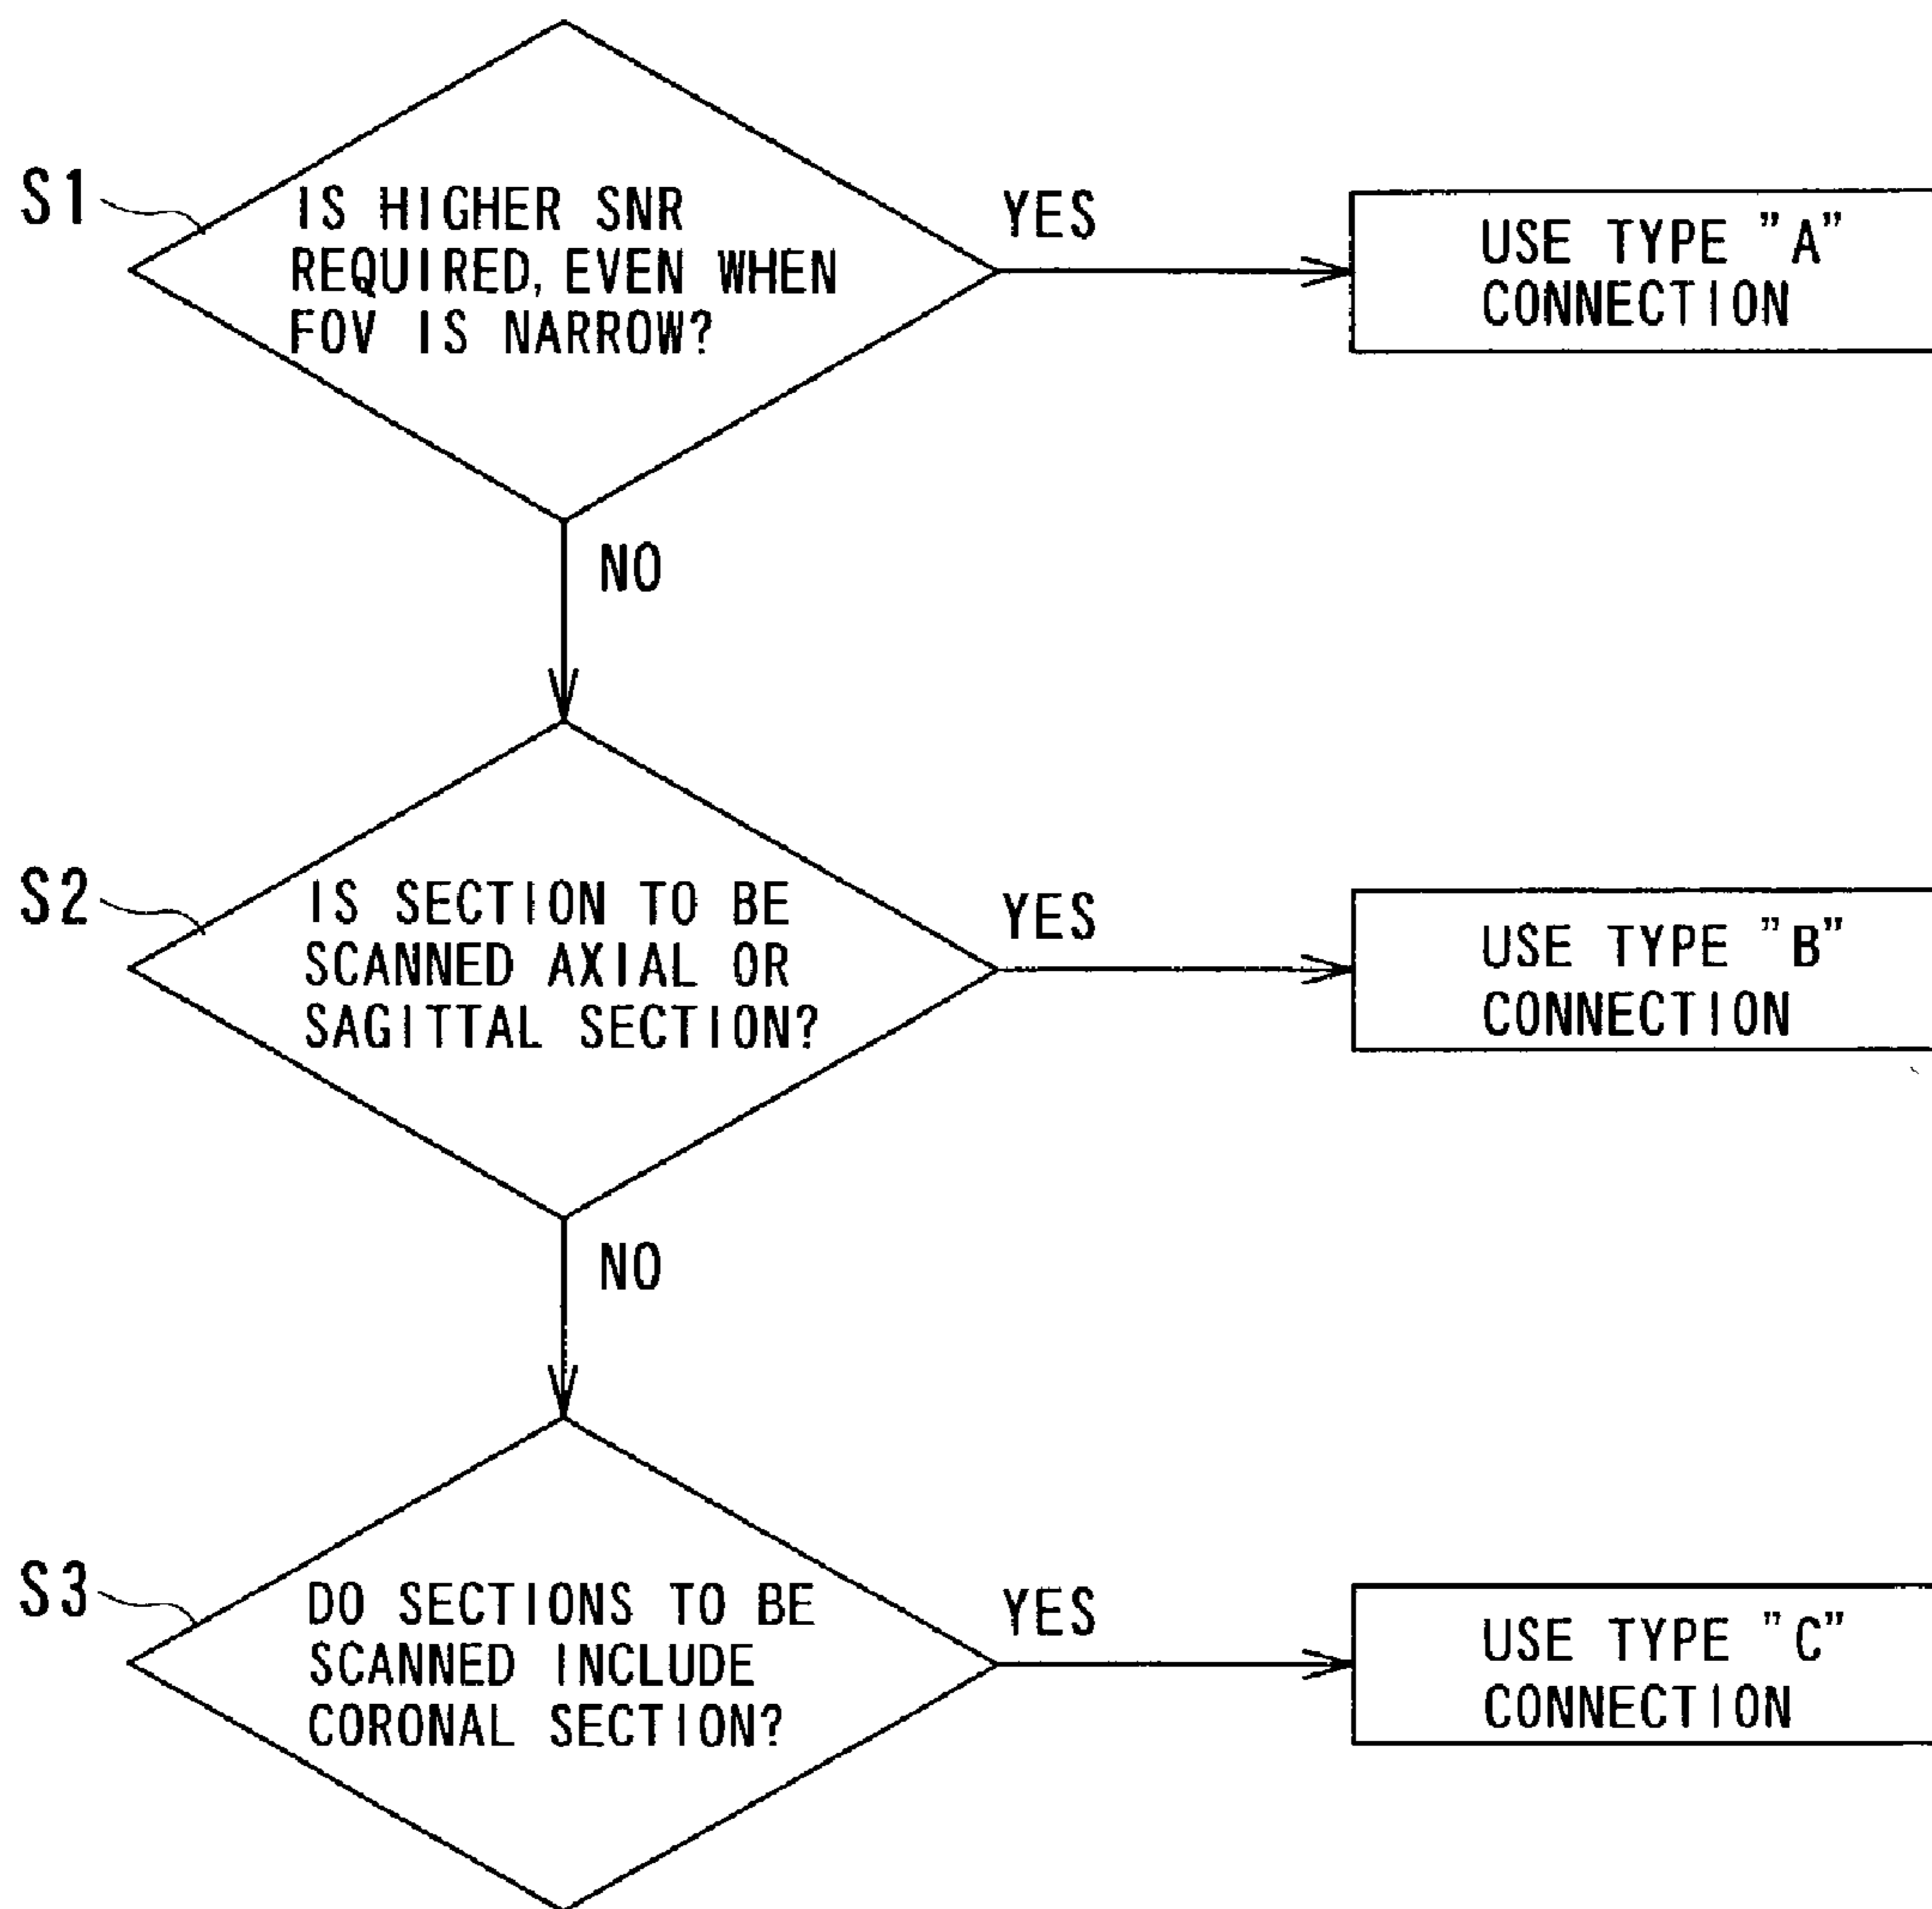 S1
IS HIGHER SNR
REQUIRED, EVEN WHEN
FOV IS NARROW?
YES
USE TYPE "A"
CONNECTION
NO
S2
IS SECTION TO BE
SCANNED AXIAL OR
SAGITTAL SECTION?
YES
USE TYPE "B"
CONNECTION
NO
S3
DO SECTIONS TO BE
SCANNED INCLUDE
CORONAL SECTION?
YES
USE TYPE "C"
CONNECTION